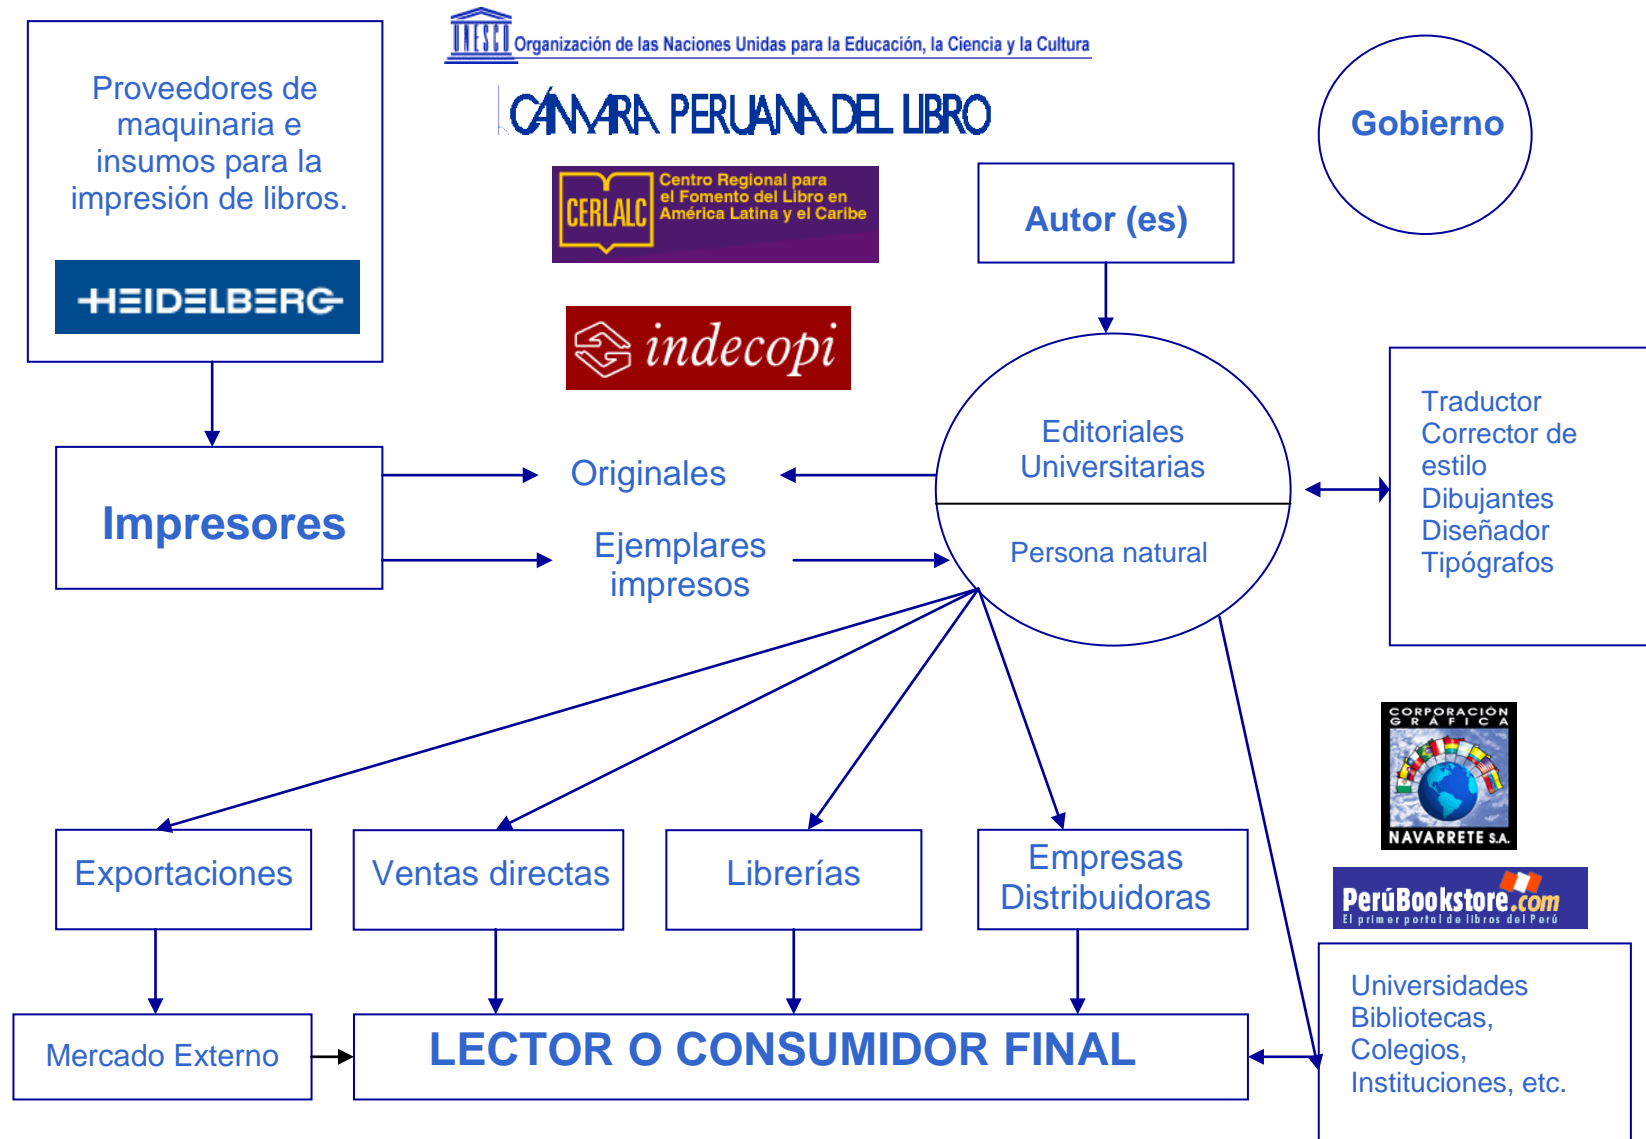 UNESCO
Organización de las Naciones Unidas para la Educación, la Ciencia y la Cultura
CÁMARA PERUANA DEL LIBRO
Proveedores de
maquinaria e
insumos para la
impresión de libros.
HEIDELBERG
CERLALC
Centro Regional para
el Fomento del Libro en
América Latina y el Caribe
indecopi
Autor (es)
Gobierno
Impresores
Originales
Ejemplares
impresos
Editoriales
Universitarias
Persona natural
Traductor
Corrector de
estilo
Dibujantes
Diseñador
Tipógrafos
CORPORACIÓN
GRÁFICA
NAVARRETE S.A.
PerúBookstore.com
El primer portal de libros del Perú
Exportaciones
Ventas directas
Librerías
Empresas
Distribuidoras
Mercado Externo
LECTOR O CONSUMIDOR FINAL
Universidades
Bibliotecas,
Colegios,
Instituciones, etc.